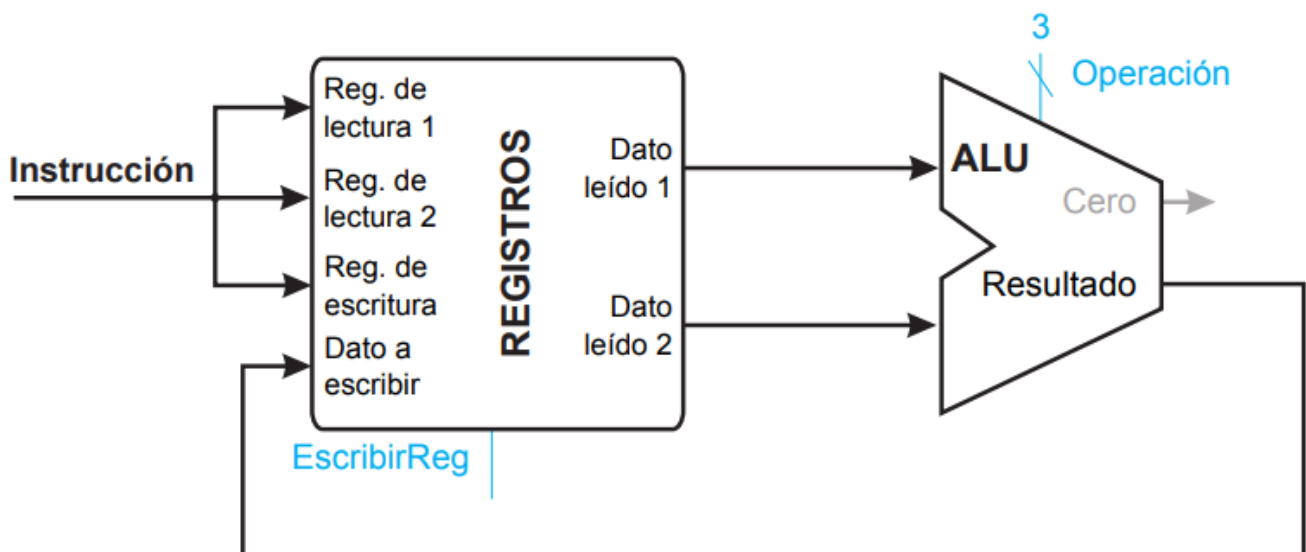 Instrucción
Reg. de
lectura 1
Reg. de
lectura 2
Reg. de
escritura
Dato a
escribir
REGISTROS
Dato
leído 1
Dato
leído 2
EscribirReg
3
Operación
ALU
Cero
Resultado